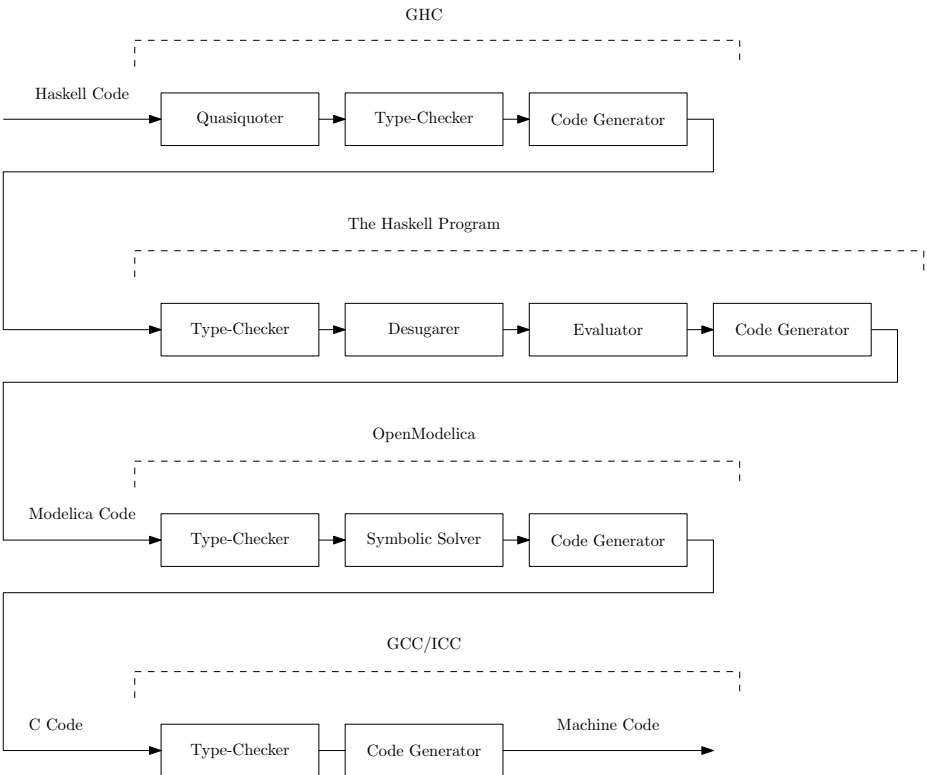 GHC
Haskell Code
Quasiquoter
Type-Checker
Code Generator
The Haskell Program
Type-Checker
Desugarer
Evaluator
Code Generator
OpenModelica
Modelica Code
Type-Checker
Symbolic Solver
Code Generator
GCC/ICC
C Code
Type-Checker
Code Generator
Machine Code